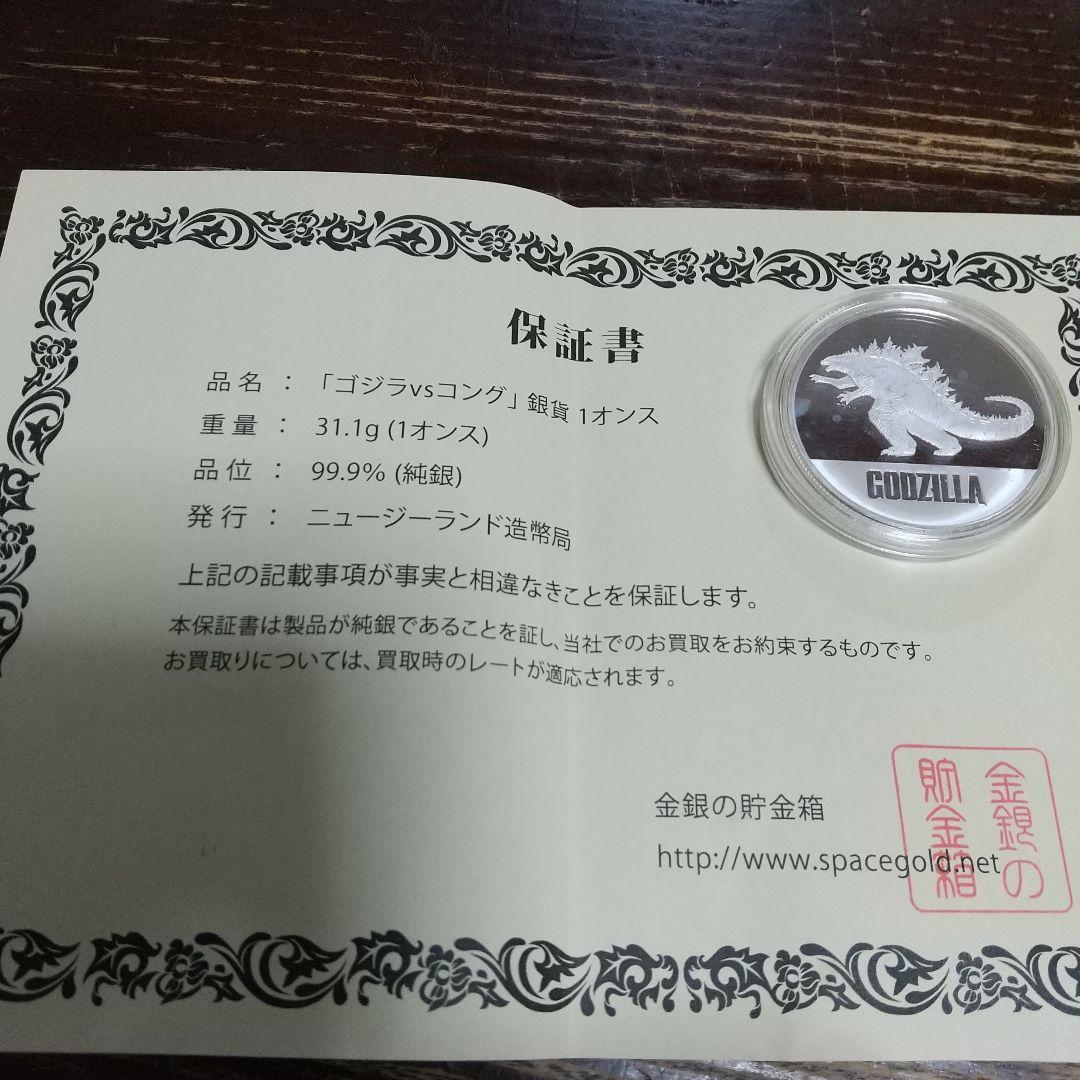 保証書
品名 : 「ゴジラvsコング」銀貨 1オンス
重量 : 31.1g (1オンス)
品位 : 99.9% (純銀)
発行 : ニュージーランド造幣局
上記の記載事項が事実と相違なきことを保証します。
本保証書は製品が純銀であることを証し、当社でのお買取をお約束するものです。
お買取りについては、買取時のレートが適応されます。
GODZILLA
金銀の貯金箱
http://www.spacegold.net
金銀の
貯金箱